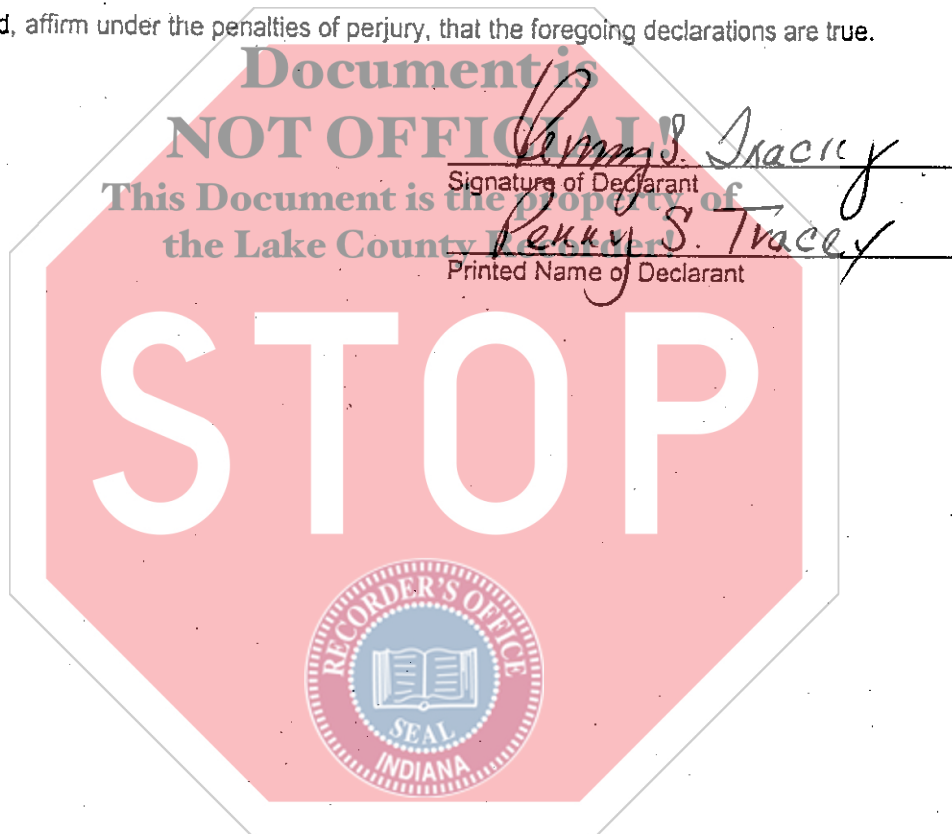 d, affirm under the penalties of perjury, that the foregoing declarations are true.
Document is
NOT OFFICIAL!
Penny S. Tracey
Signature of Declarant
This Document is the property of
Penny S. Tracey
the Lake County Recorder!
Printed Name of Declarant
STOP
RECORDER'S OFFICE
SEAL
INDIANA